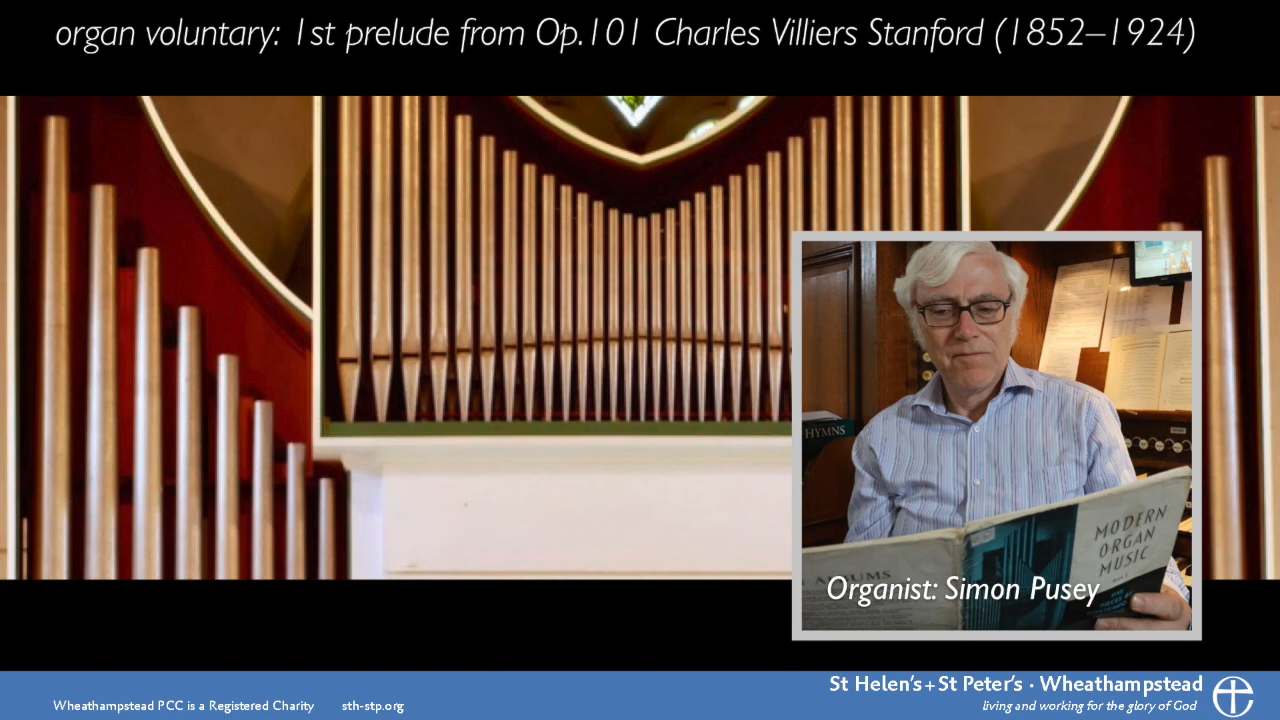 organ voluntary: 1st prelude from Op.101 Charles Villiers Stanford (1852–1924)
HYMNS
MODERN
ORGAN
MUSIC
ALBUMS
Organist: Simon Pusey
St Helen's+St Peter's · Wheathampstead
Wheathampstead PCC is a Registered Charity sth-stp.org
living and working for the glory of God